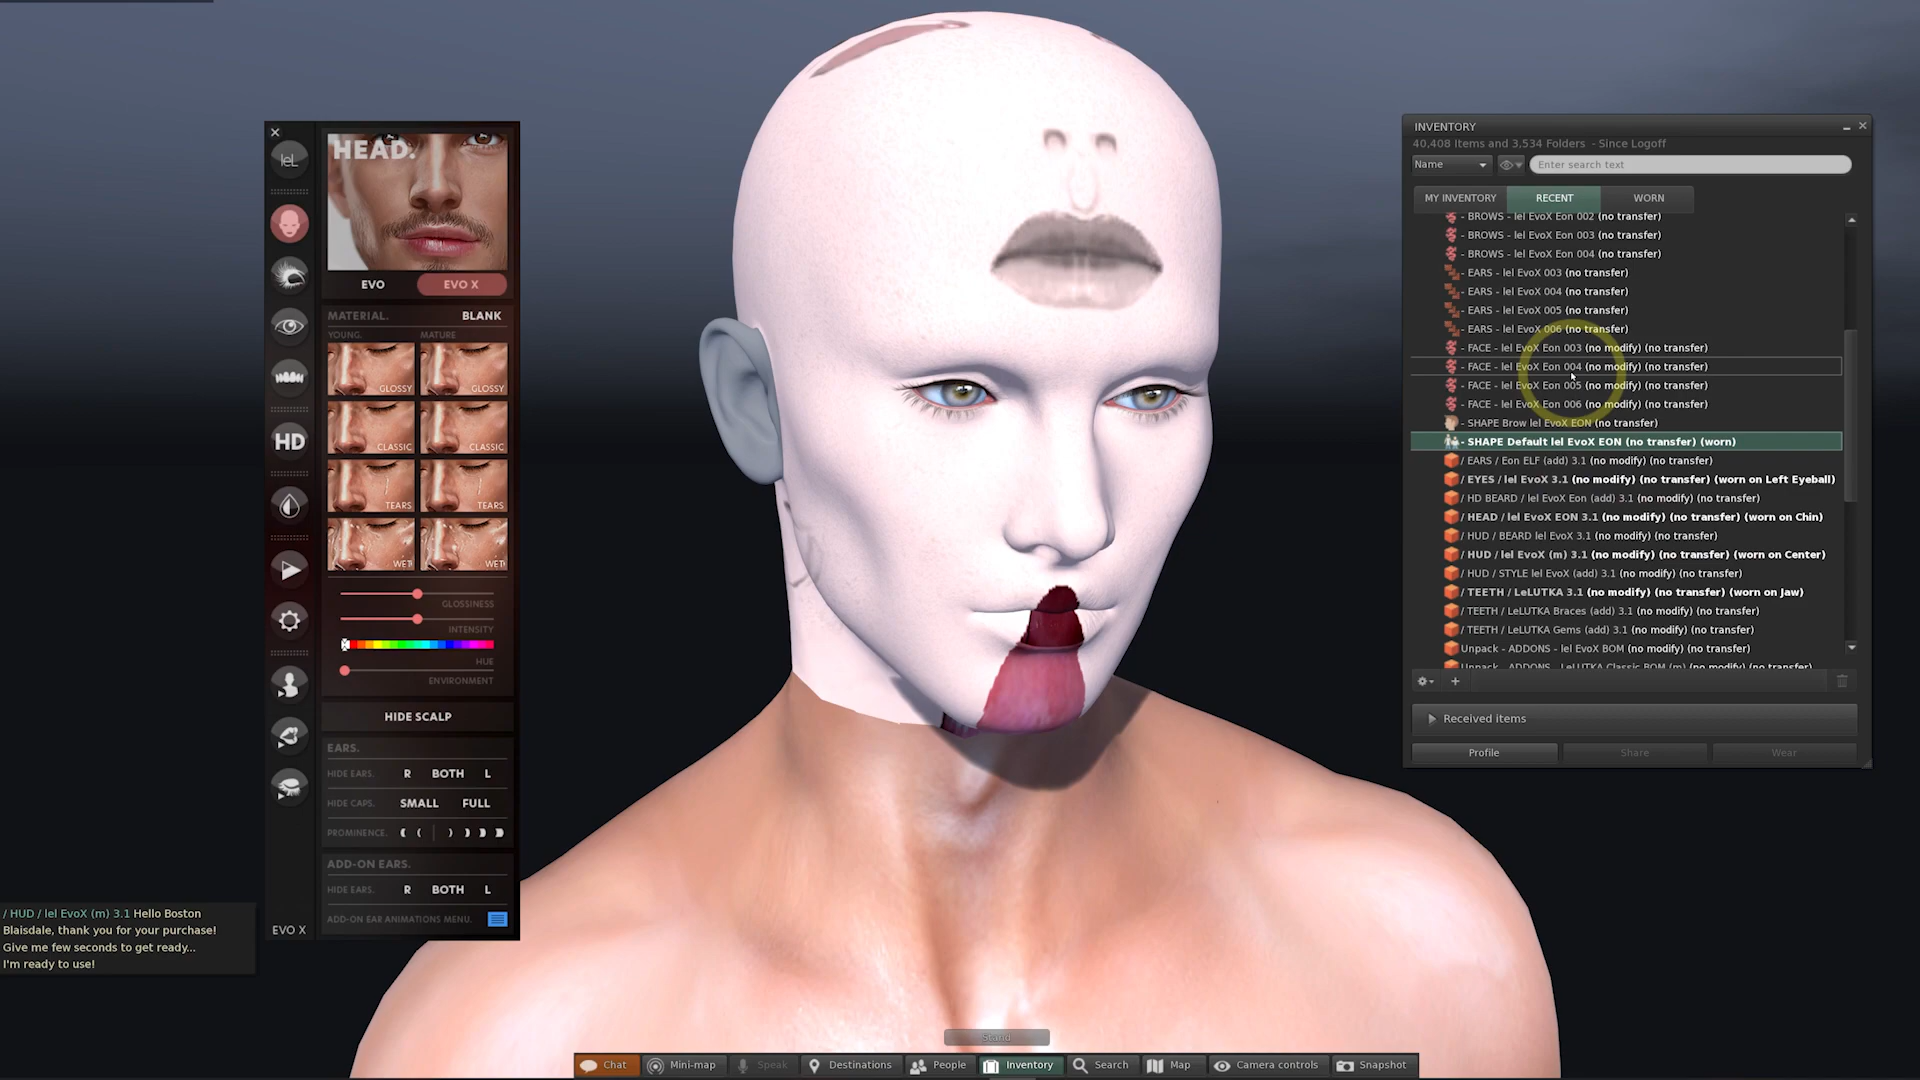 HEAD.
leL
EVO
EVO X
MATERIAL.
BLANK
YOUNG.
MATURE
GLOSSY
GLOSSY
CLASSIC
CLASSIC
TEARS
TEARS
WET
WET
HD
GLOSSINESS
INTENSITY
HUE
ENVIRONMENT
HIDE SCALP
EARS.
HIDE EARS.
R
BOTH
L
HIDE CAPS.
SMALL
FULL
PROMINENCE.
ADD-ON EARS.
HIDE EARS.
R
BOTH
L
ADD-ON EAR ANIMATIONS MENU.
EVO X
/ HUD / lel EvoX (m) 3.1 Hello Boston
Blaisdale, thank you for your purchase!
Give me few seconds to get ready...
I'm ready to use!
INVENTORY
40,408 Items and 3,534 Folders - Since Logoff
Name
Enter search text
MY INVENTORY
RECENT
WORN
- BROWS - lel EvoX Eon 002 (no transfer)
- BROWS - lel EvoX Eon 003 (no transfer)
- BROWS - lel EvoX Eon 004 (no transfer)
- EARS - lel EvoX 003 (no transfer)
- EARS - lel EvoX 004 (no transfer)
- EARS - lel EvoX 005 (no transfer)
- EARS - lel EvoX 006 (no transfer)
- FACE - lel EvoX Eon 003 (no modify) (no transfer)
- FACE - lel EvoX Eon 004 (no modify) (no transfer)
- FACE - lel EvoX Eon 005 (no modify) (no transfer)
- FACE - lel EvoX Eon 006 (no modify) (no transfer)
- SHAPE Brow lel EvoX EON (no transfer)
- SHAPE Default lel EvoX EON (no transfer) (worn)
/ EARS / Eon ELF (add) 3.1 (no modify) (no transfer)
/ EYES / lel EvoX 3.1 (no modify) (no transfer) (worn on Left Eyeball)
/ HD BEARD / lel EvoX Eon (add) 3.1 (no modify) (no transfer)
/ HEAD / lel EvoX EON 3.1 (no modify) (no transfer) (worn on Chin)
/ HUD / BEARD lel EvoX 3.1 (no modify) (no transfer)
/ HUD / lel EvoX (m) 3.1 (no modify) (no transfer) (worn on Center)
/ HUD / STYLE lel EvoX (add) 3.1 (no modify) (no transfer)
/ TEETH / LeLUTKA 3.1 (no modify) (no transfer) (worn on Jaw)
/ TEETH / LeLUTKA Braces (add) 3.1 (no modify) (no transfer)
/ TEETH / LeLUTKA Gems (add) 3.1 (no modify) (no transfer)
Unpack - ADDONS - lel EvoX BOM (no modify) (no transfer)
Unpack - ADDONS - LeLUTKA Classic BOM (m) (no modify) (no transfer)
Received items
Profile
Share
Wear
Stand
Chat
Mini-map
Speak
Destinations
People
Inventory
Search
Map
Camera controls
Snapshot